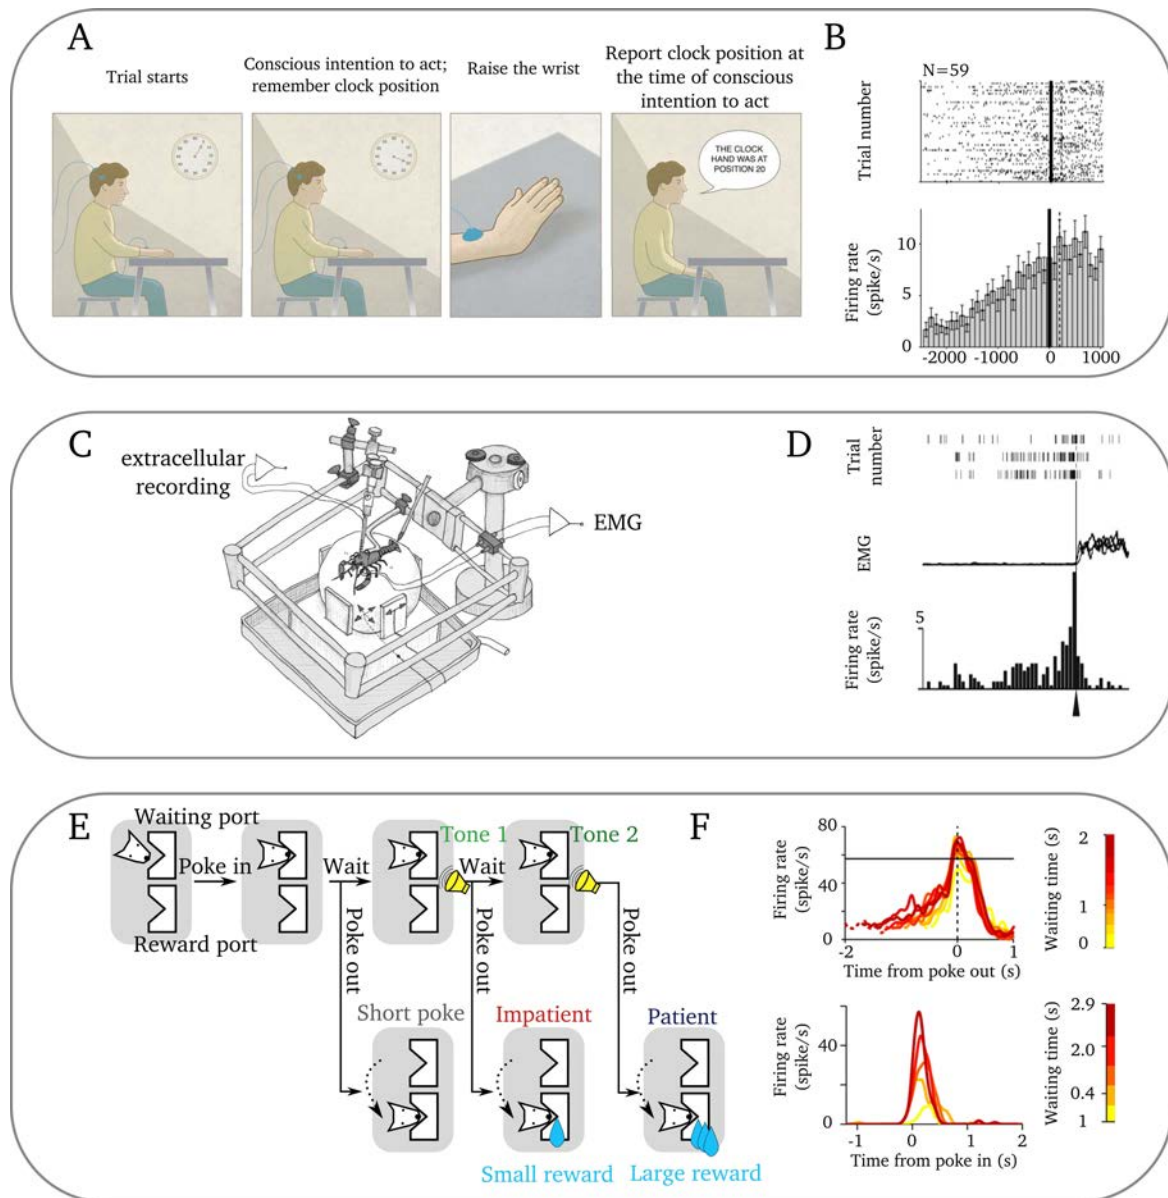 A
Trial starts
Conscious intention to act;
remember clock position
Raise the wrist
Report clock position at
the time of conscious
intention to act
THE CLOCK
HAND WAS AT
POSITION 20
B
N=59
Trial number
Firing rate
(spike/s)
10
5
0
-2000 -1000 0 1000
C
extracellular
recording
EMG
D
Trial
number
EMG
Firing rate
(spike/s)
5
E
Waiting port
Poke in
Reward port
Wait
Tone 1
Wait
Tone 2
Poke out
Poke out
Poke out
Short poke
Impatient
Patient
Small reward
Large reward
F
Firing rate
(spike/s)
80
40
0
-2 0 1
Time from poke out (s)
Waiting time (s)
2
1
0
Firing rate
(spike/s)
40
0
-1 0 1 2
Time from poke in (s)
Waiting time (s)
2.9
2.0
0.4
1